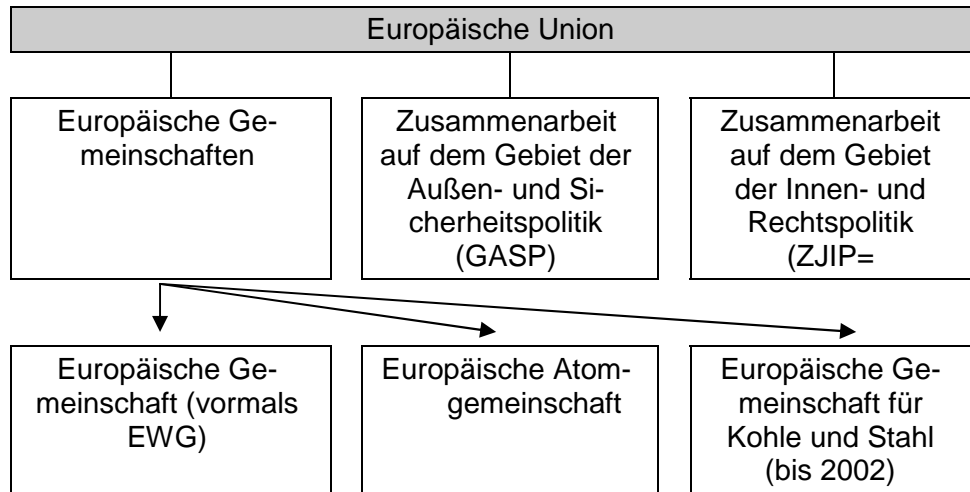 Europäische Union
Europäische Ge-
meinschaften
Zusammenarbeit
auf dem Gebiet der
Außen- und Si-
cherheitspolitik
(GASP)
Zusammenarbeit
auf dem Gebiet
der Innen- und
Rechtspolitik
(ZJIP=
Europäische Ge-
meinschaft (vormals
EWG)
Europäische Atom-
gemeinschaft
Europäische Ge-
meinschaft für
Kohle und Stahl
(bis 2002)